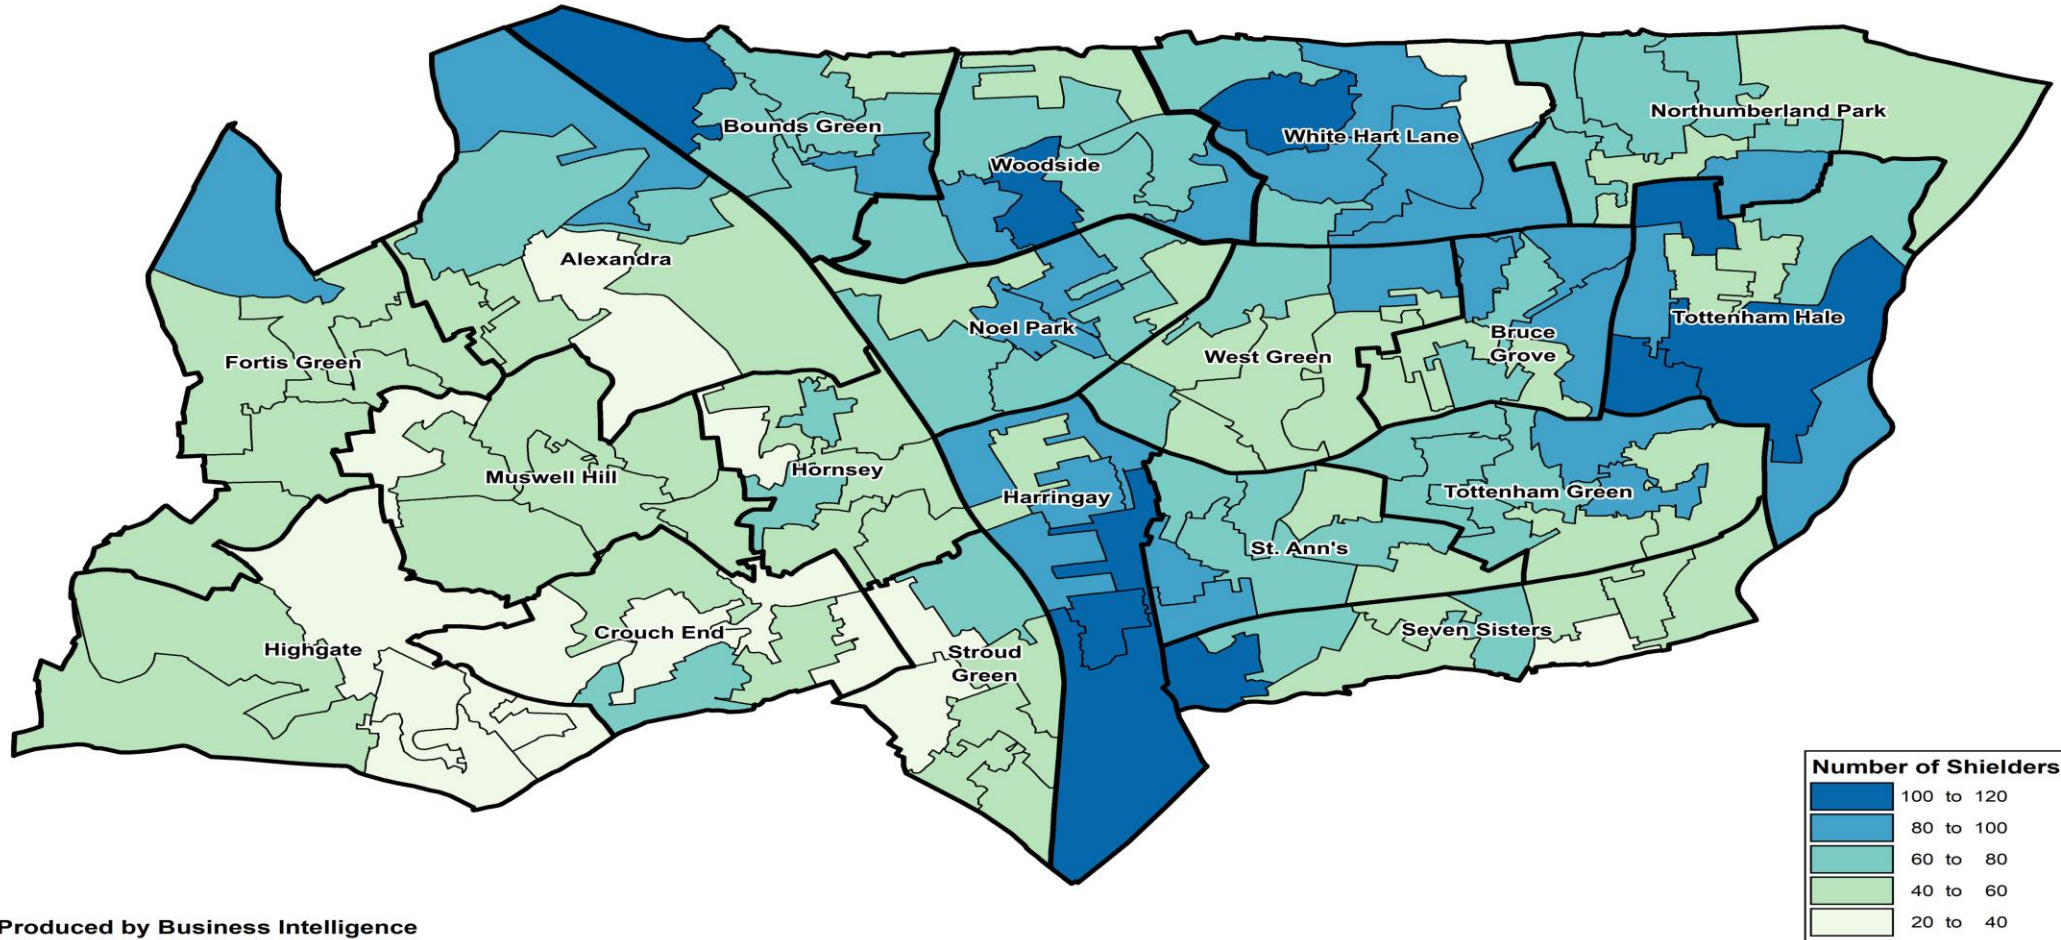 Bounds Green
Northumberland Park
White Hart Lane
Woodside
Alexandra
Tottenham Hale
Noel Park
Bruce
Grove
West Green
Fortis Green
Hornsey
Muswell Hill
Harringay
Tottenham Green
St. Ann's
Seven Sisters
Crouch End
Highgate
Stroud
Green
Number of Shielders
100 to 120
80 to 100
60 to 80
40 to 60
20 to 40
Produced by Business Intelligence